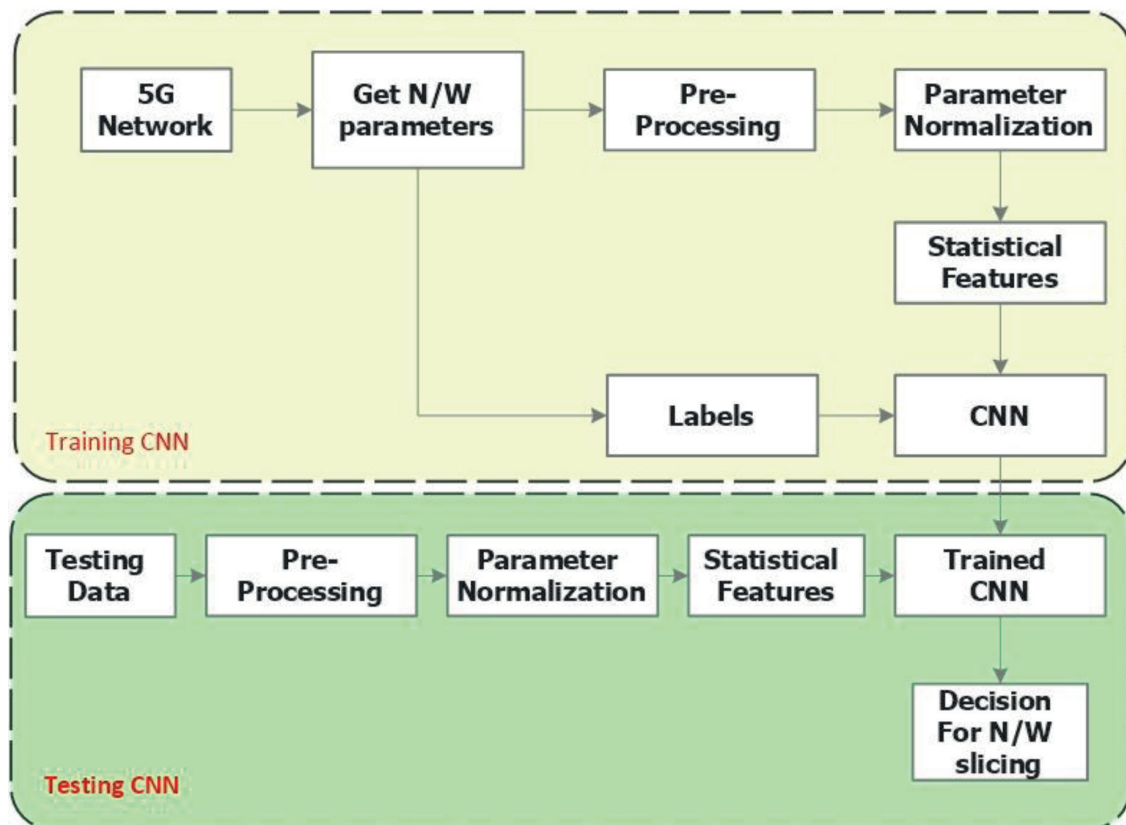 5G
Network
Get N/W
parameters
Pre-
Processing
Parameter
Normalization
Statistical
Features
Labels
CNN
Training CNN
Testing
Data
Pre-
Processing
Parameter
Normalization
Statistical
Features
Trained
CNN
Decision
For N/W
slicing
Testing CNN